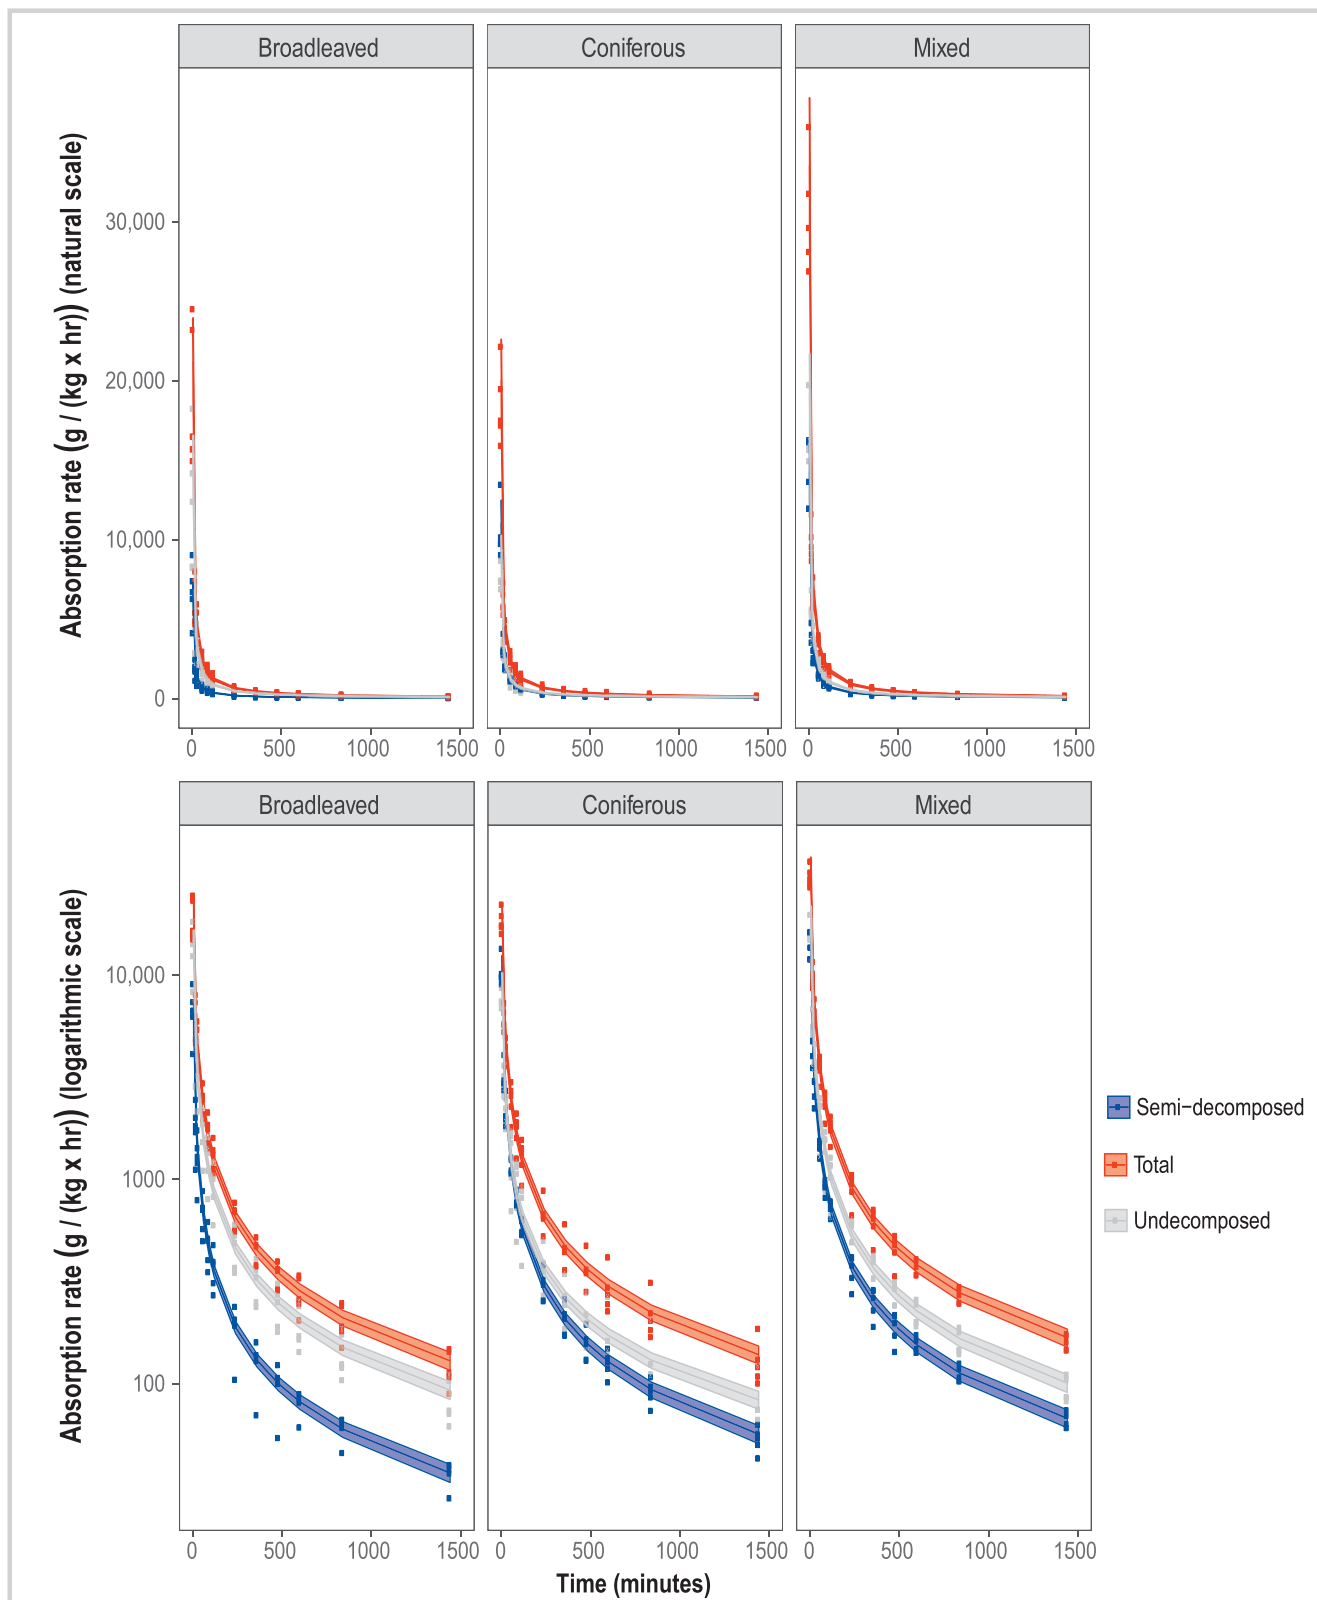 Broadleaved Coniferous Mixed
Absorption rate (g / (kg x hr)) (natural scale)
30,000
20,000
10,000
0
0 500 1000 1500 0 500 1000 1500 0 500 1000 1500
Broadleaved Coniferous Mixed
Absorption rate (g / (kg x hr)) (logarithmic scale)
10,000
1000
100
Semi-decomposed
Total
Undecomposed
0 500 1000 1500 0 500 1000 1500 0 500 1000 1500
Time (minutes)